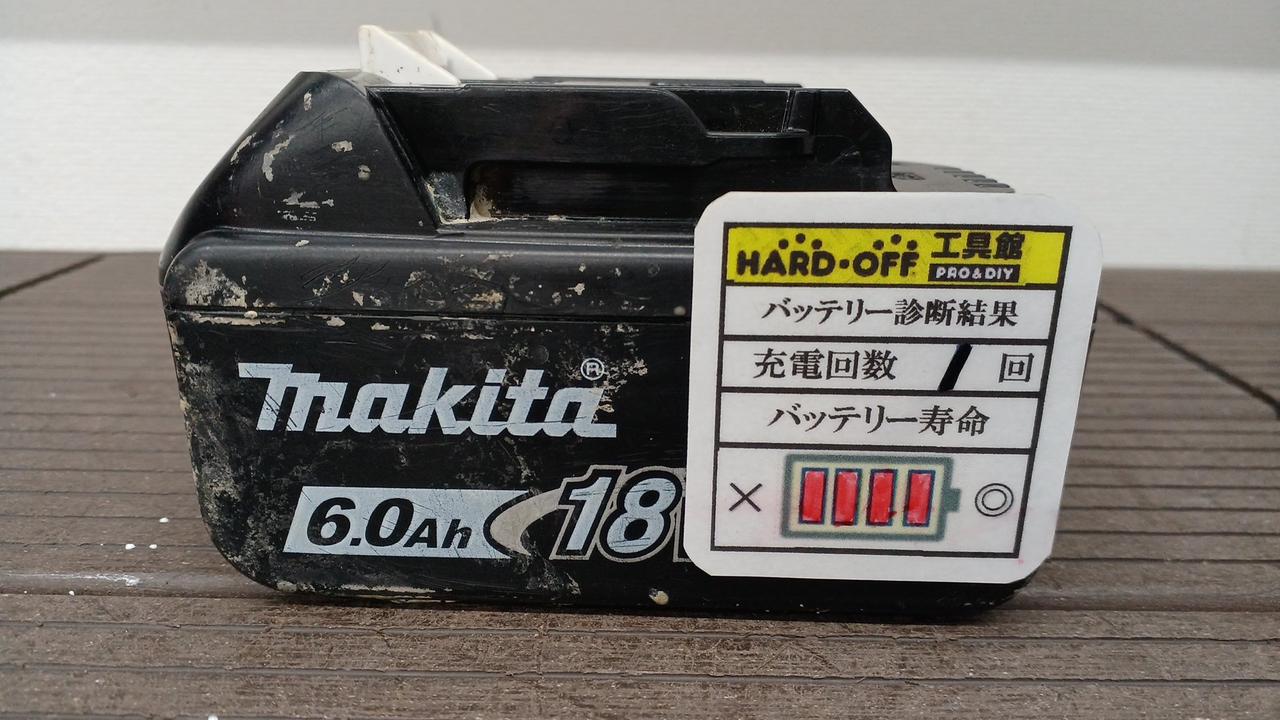 makita®
6.0Ah 18
HARD・OFF 工具館
PRO&DIY
バッテリー診断結果
充電回数 1 回
バッテリー寿命
× ◎